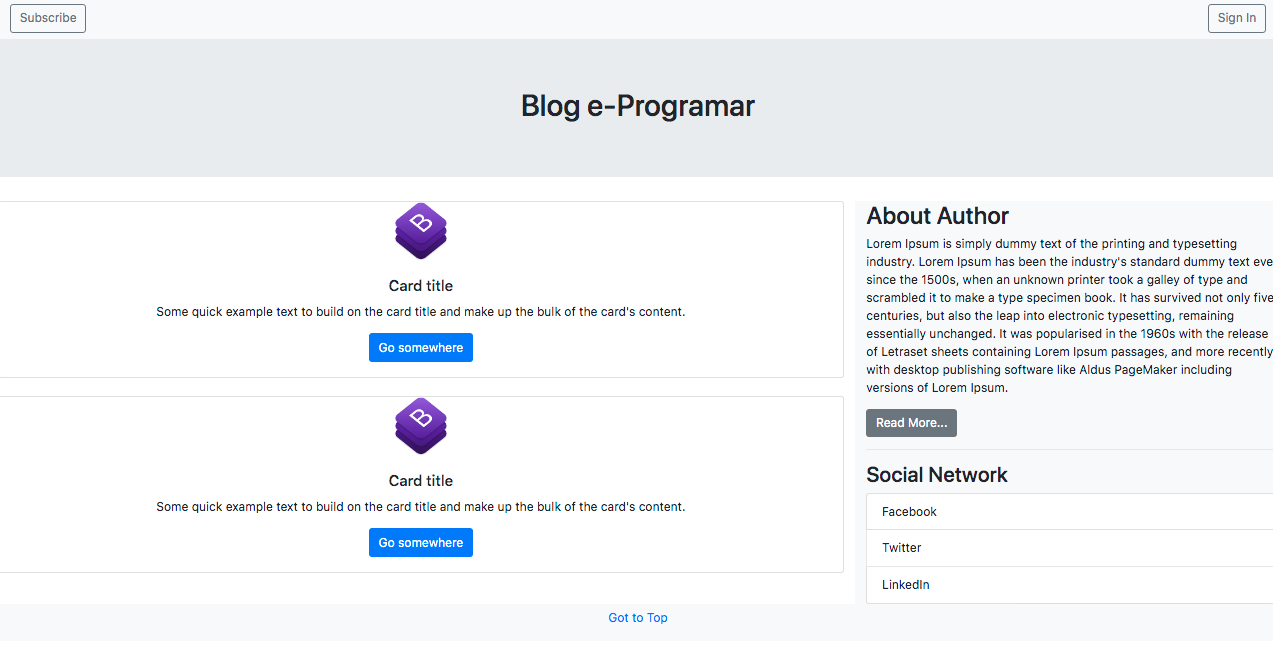 Subscribe
Sign In
Blog e-Programar
B
Card title
Some quick example text to build on the card title and make up the bulk of the card's content.
Go somewhere
B
Card title
Some quick example text to build on the card title and make up the bulk of the card's content.
Go somewhere
About Author
Lorem Ipsum is simply dummy text of the printing and typesetting
industry. Lorem Ipsum has been the industry's standard dummy text eve
since the 1500s, when an unknown printer took a galley of type and
scrambled it to make a type specimen book. It has survived not only five
centuries, but also the leap into electronic typesetting, remaining
essentially unchanged. It was popularised in the 1960s with the release
of Letraset sheets containing Lorem Ipsum passages, and more recently
with desktop publishing software like Aldus PageMaker including
versions of Lorem Ipsum.
Read More...
Social Network
Facebook
Twitter
LinkedIn
Got to Top